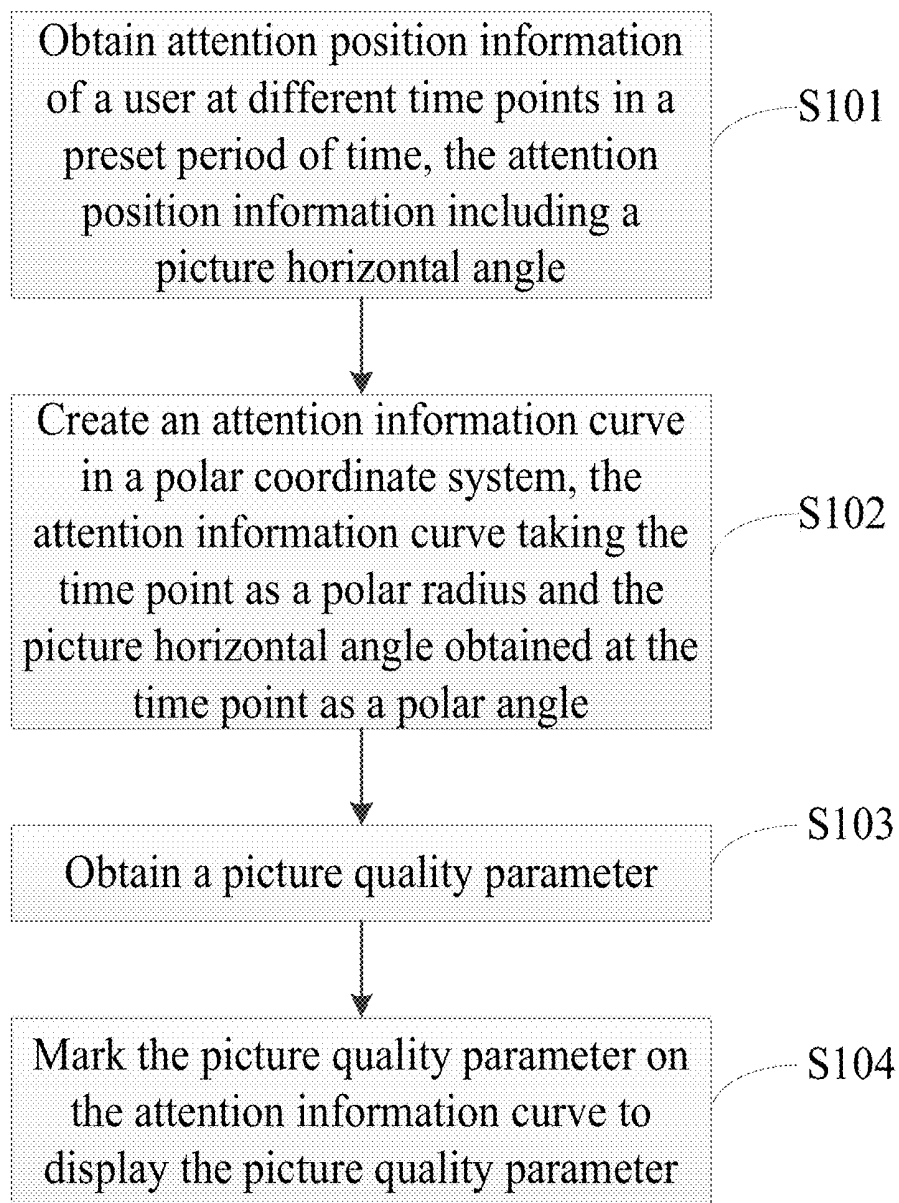 Obtain attention position information
of a user at different time points in a
preset period of time, the attention
position information including a
picture horizontal angle
S101
Create an attention information curve
in a polar coordinate system, the
attention information curve taking the
time point as a polar radius and the
picture horizontal angle obtained at the
time point as a polar angle
S102
Obtain a picture quality parameter
S103
Mark the picture quality parameter on
the attention information curve to
display the picture quality parameter
S104